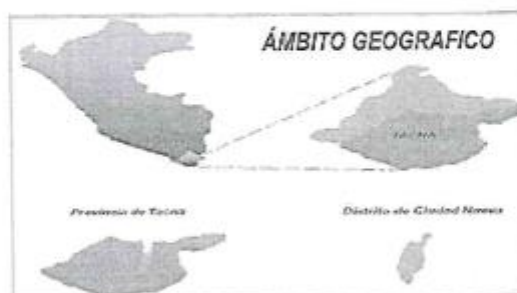 ÁMBITO GEOGRAFICO
TACNA
Provincia de Tacna
Distrito de Ciudad Nueva